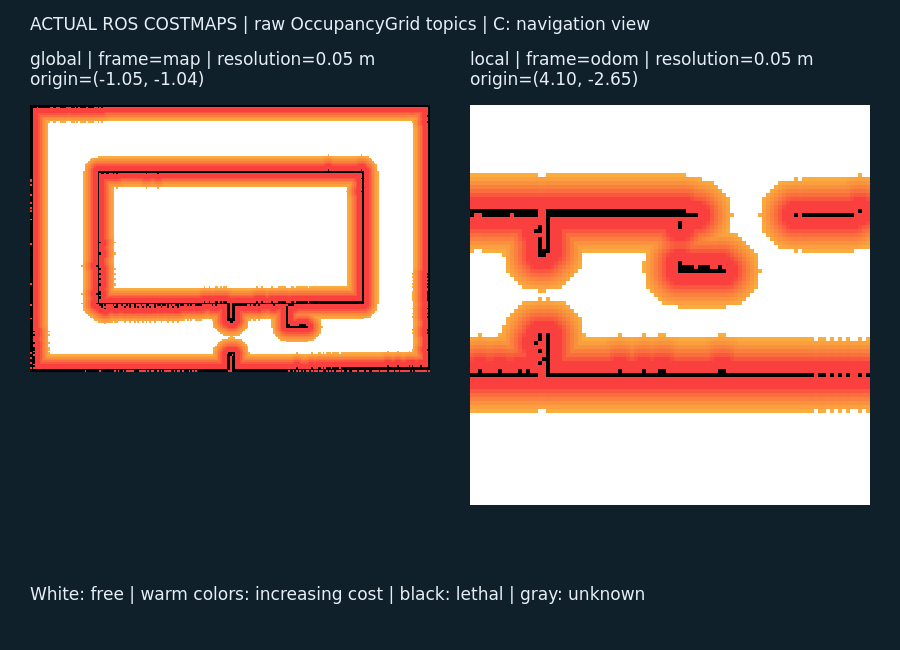 ACTUAL ROS COSTMAPS | raw OccupancyGrid topics | C: navigation view
global | frame=map | resolution=0.05 m
origin=(-1.05, -1.04)
local | frame=odom | resolution=0.05 m
origin=(4.10, -2.65)
White: free | warm colors: increasing cost | black: lethal | gray: unknown